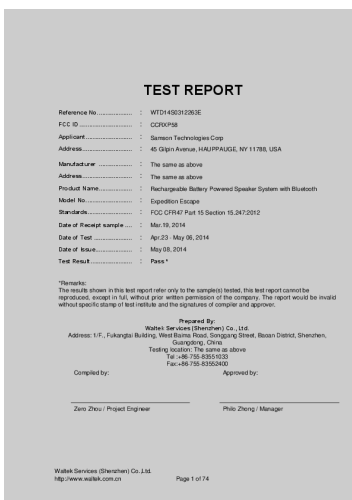 TEST REPORT
Reference No. : WTD14S0312263E
FCC ID : CCRXP58
Applicant : Samson Technologies Corp
Address : 45 Gilpin Avenue, HAUPPAUGE, NY 11788, USA
Manufacturer : The same as above
Address : The same as above
Product Name : Rechargeable Battery Powered Speaker System with Bluetooth
Model No. : Expedition Escape
Standards : FCC CFR47 Part 15 Section 15.247:2012
Date of Receipt sample : Mar.19, 2014
Date of Test : Apr.23 - May 06, 2014
Date of Issue : May 08, 2014
Test Result : Pass *
*Remarks:
The results shown in this test report refer only to the sample(s) tested, this test report cannot be
reproduced, except in full, without prior written permission of the company. The report would be invalid
without specific stamp of test institute and the signatures of compiler and approver.
Prepared By:
Waltek Services (Shenzhen) Co., Ltd.
Address: 1/F., Fukangtai Building, West Baima Road, Songgang Street, Baoan District, Shenzhen,
Guangdong, China
Testing location: The same as above
Tel :+86-755-83551033
Fax:+86-755-83552400
Compiled by: Approved by:
Zero Zhou / Project Engineer Philo Zhong / Manager
Waltek Services (Shenzhen) Co.,Ltd.
http://www.waltek.com.cn Page 1 of 74